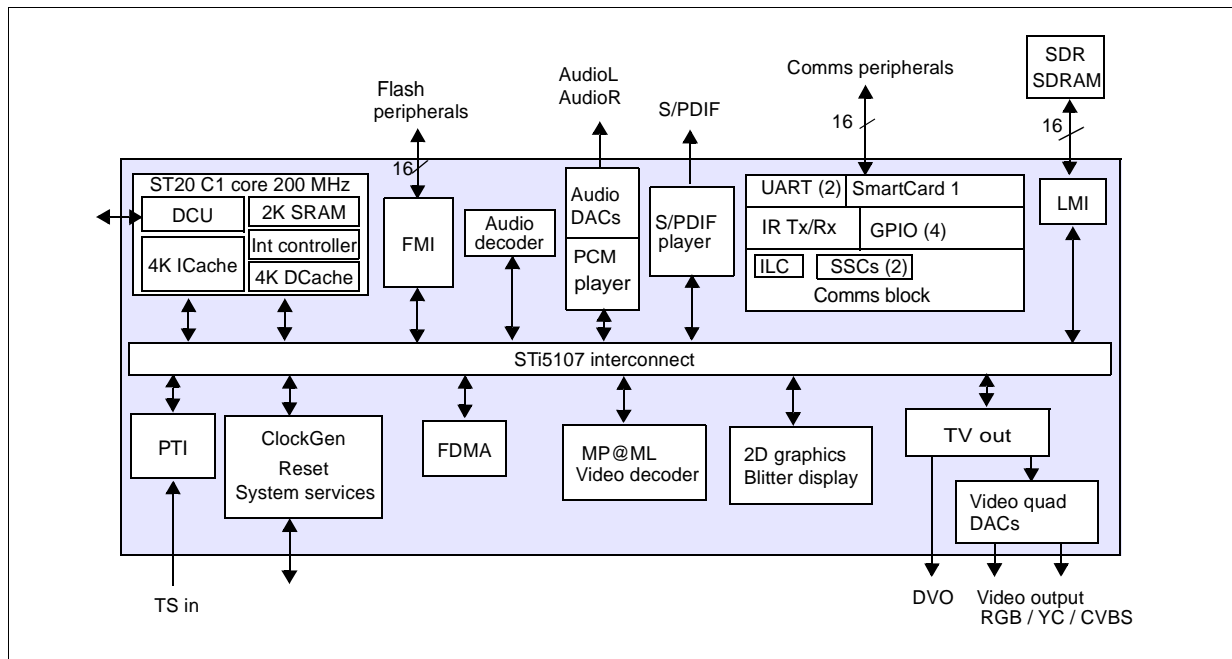 SDR
SDRAM
AudioL
AudioR
Comms peripherals
Flash
peripherals
S/PDIF
16
16
16
ST20 C1 core 200 MHz
DCU
2K SRAM
Int controller
4K ICache
4K DCache
FMI
Audio
decoder
Audio
DACs
PCM
player
S/PDIF
player
UART (2)
SmartCard 1
IR Tx/Rx
GPIO (4)
ILC
SSCs (2)
Comms block
LMI
STi5107 interconnect
PTI
ClockGen
Reset
System services
FDMA
MP@ML
Video decoder
2D graphics
Blitter display
TV out
Video quad
DACs
TS in
DVO
Video output
RGB / YC / CVBS